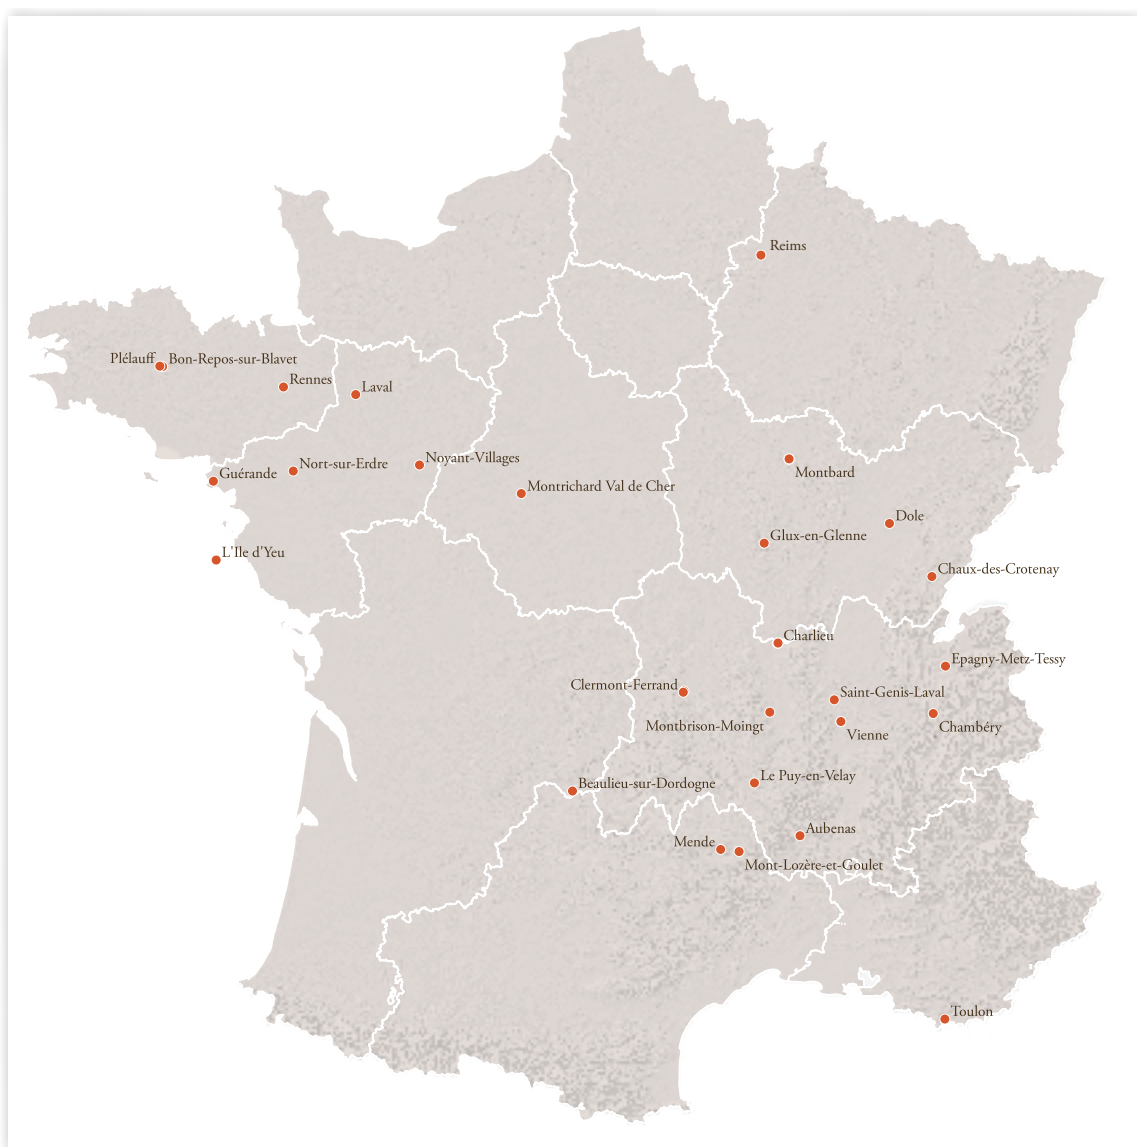 Reims
Plélauff
Bon-Repos-sur-Blavet
Rennes
Laval
Noyant-Villages
Nort-sur-Erdre
Guérande
Montbard
Montrichard Val de Cher
Dole
Glux-en-Glenne
L'Ile d'Yeu
Chaux-des-Crotenay
Charlieu
Epagny-Metz-Tessy
Clermont-Ferrand
Saint-Genis-Laval
Montbrison-Moingt
Chambéry
Vienne
Le Puy-en-Velay
Beaulieu-sur-Dordogne
Aubenas
Mende
Mont-Lozère-et-Goulet
Toulon